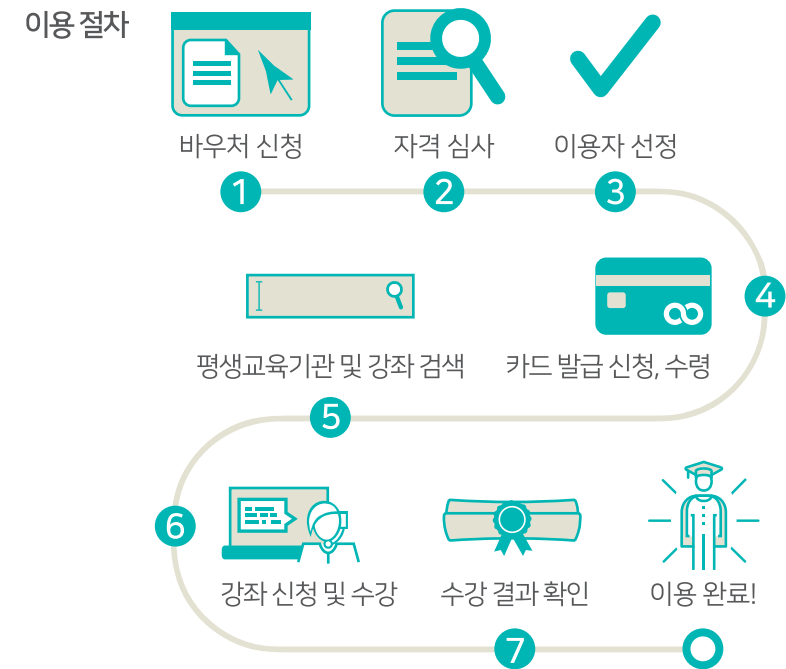 이용 절차
바우처 신청
자격 심사
이용자 선정
1
2
3
4
카드 발급 신청, 수령
평생교육기관 및 강좌 검색
5
6
강좌 신청 및 수강
수강 결과 확인
이용 완료!
7